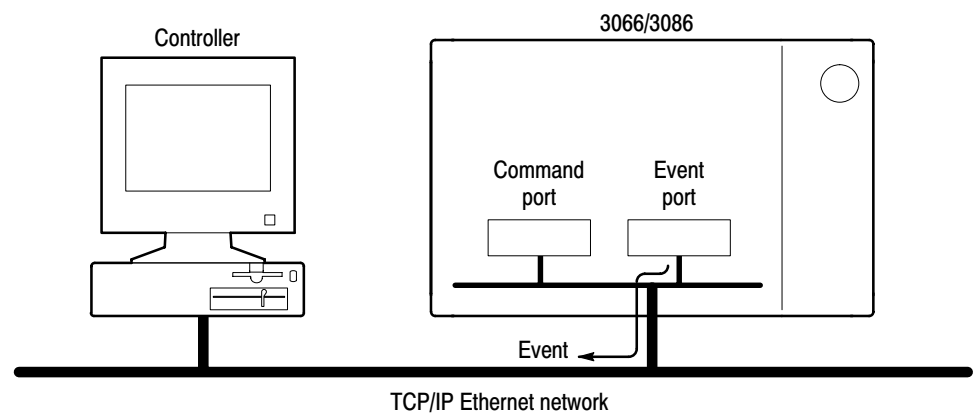 3066/3086
Controller
Command
port
Event
port
Event
TCP/IP Ethernet network